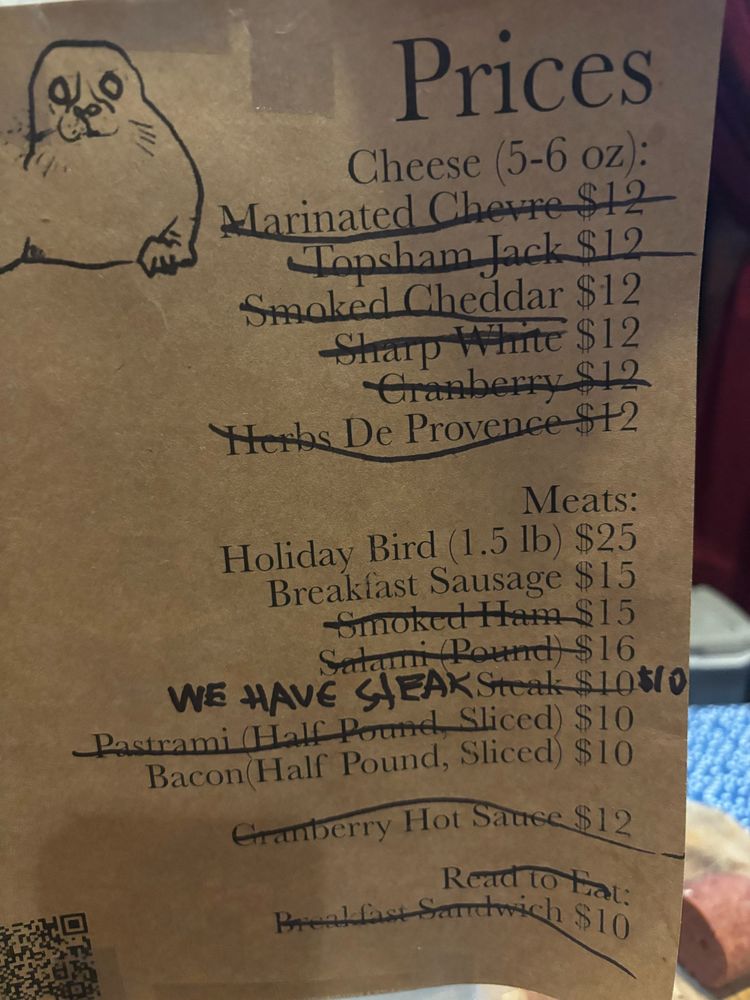 Prices
Cheese (5-6 oz):
Marinated Chevre $12
Topsham Jack $12
Smoked Cheddar $12
Sharp White $12
Cranberry $12
Herbs De Provence $12
Meats:
Holiday Bird (1.5 lb) $25
Breakfast Sausage $15
Smoked Ham $15
Salami (Pound) $16
WE HAVE STEAK Steak $10 $10
Pastrami (Half Pound, Sliced) $10
Bacon(Half Pound, Sliced) $10
Cranberry Hot Sauce $12
Read to Eat:
Breakfast Sandwich $10